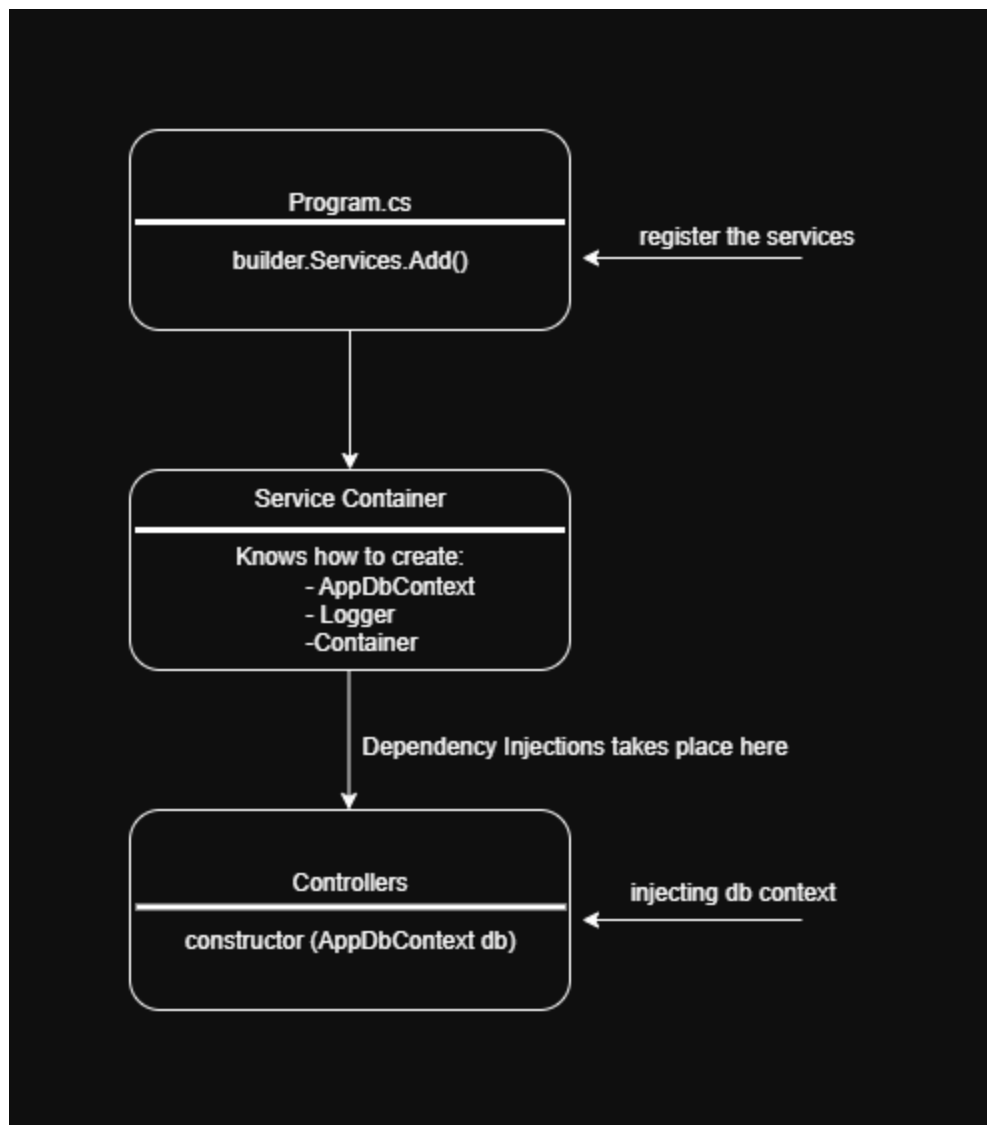 Program.cs
builder.Services.Add()
register the services
Service Container
Knows how to create:
- AppDbContext
- Logger
-Container
Dependency Injections takes place here
Controllers
constructor (AppDbContext db)
injecting db context